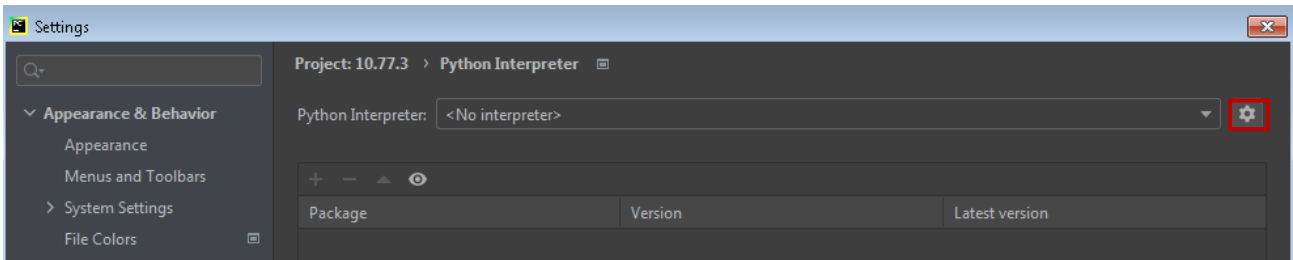 Settings
Project: 10.77.3 > Python Interpreter
Python Interpreter: <No interpreter>
Appearance & Behavior
Appearance
Menus and Toolbars
System Settings
File Colors
Package Version Latest version